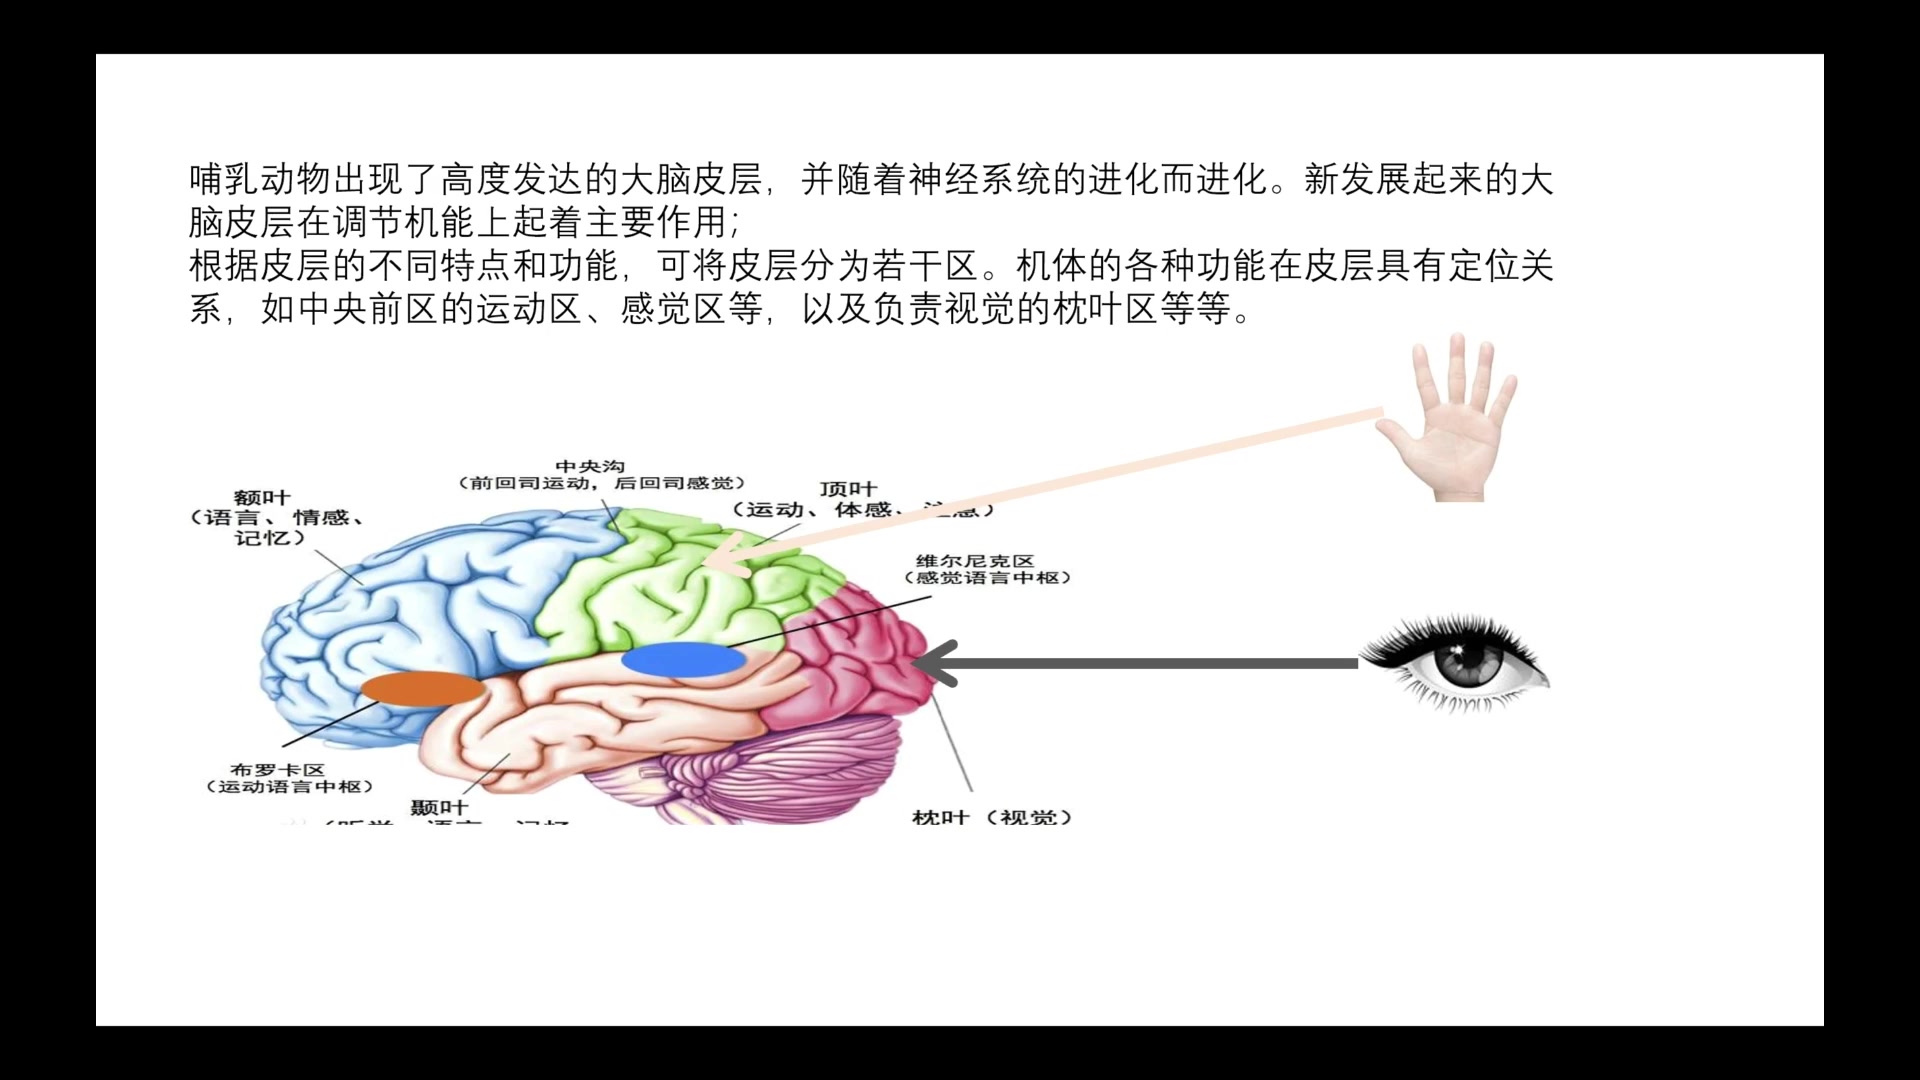 哺乳动物出现了高度发达的大脑皮层，并随着神经系统的进化而进化。新发展起来的大
脑皮层在调节机能上起着主要作用；
根据皮层的不同特点和功能，可将皮层分为若干区。机体的各种功能在皮层具有定位关
系，如中央前区的运动区、感觉区等，以及负责视觉的枕叶区等等。
中央沟
（前回司运动，后回司感觉）
额叶
（语言、情感、
记忆）
顶叶
（运动、体感、注意）
维尔尼克区
（感觉语言中枢）
布罗卡区
（运动语言中枢）
颞叶
枕叶（视觉）